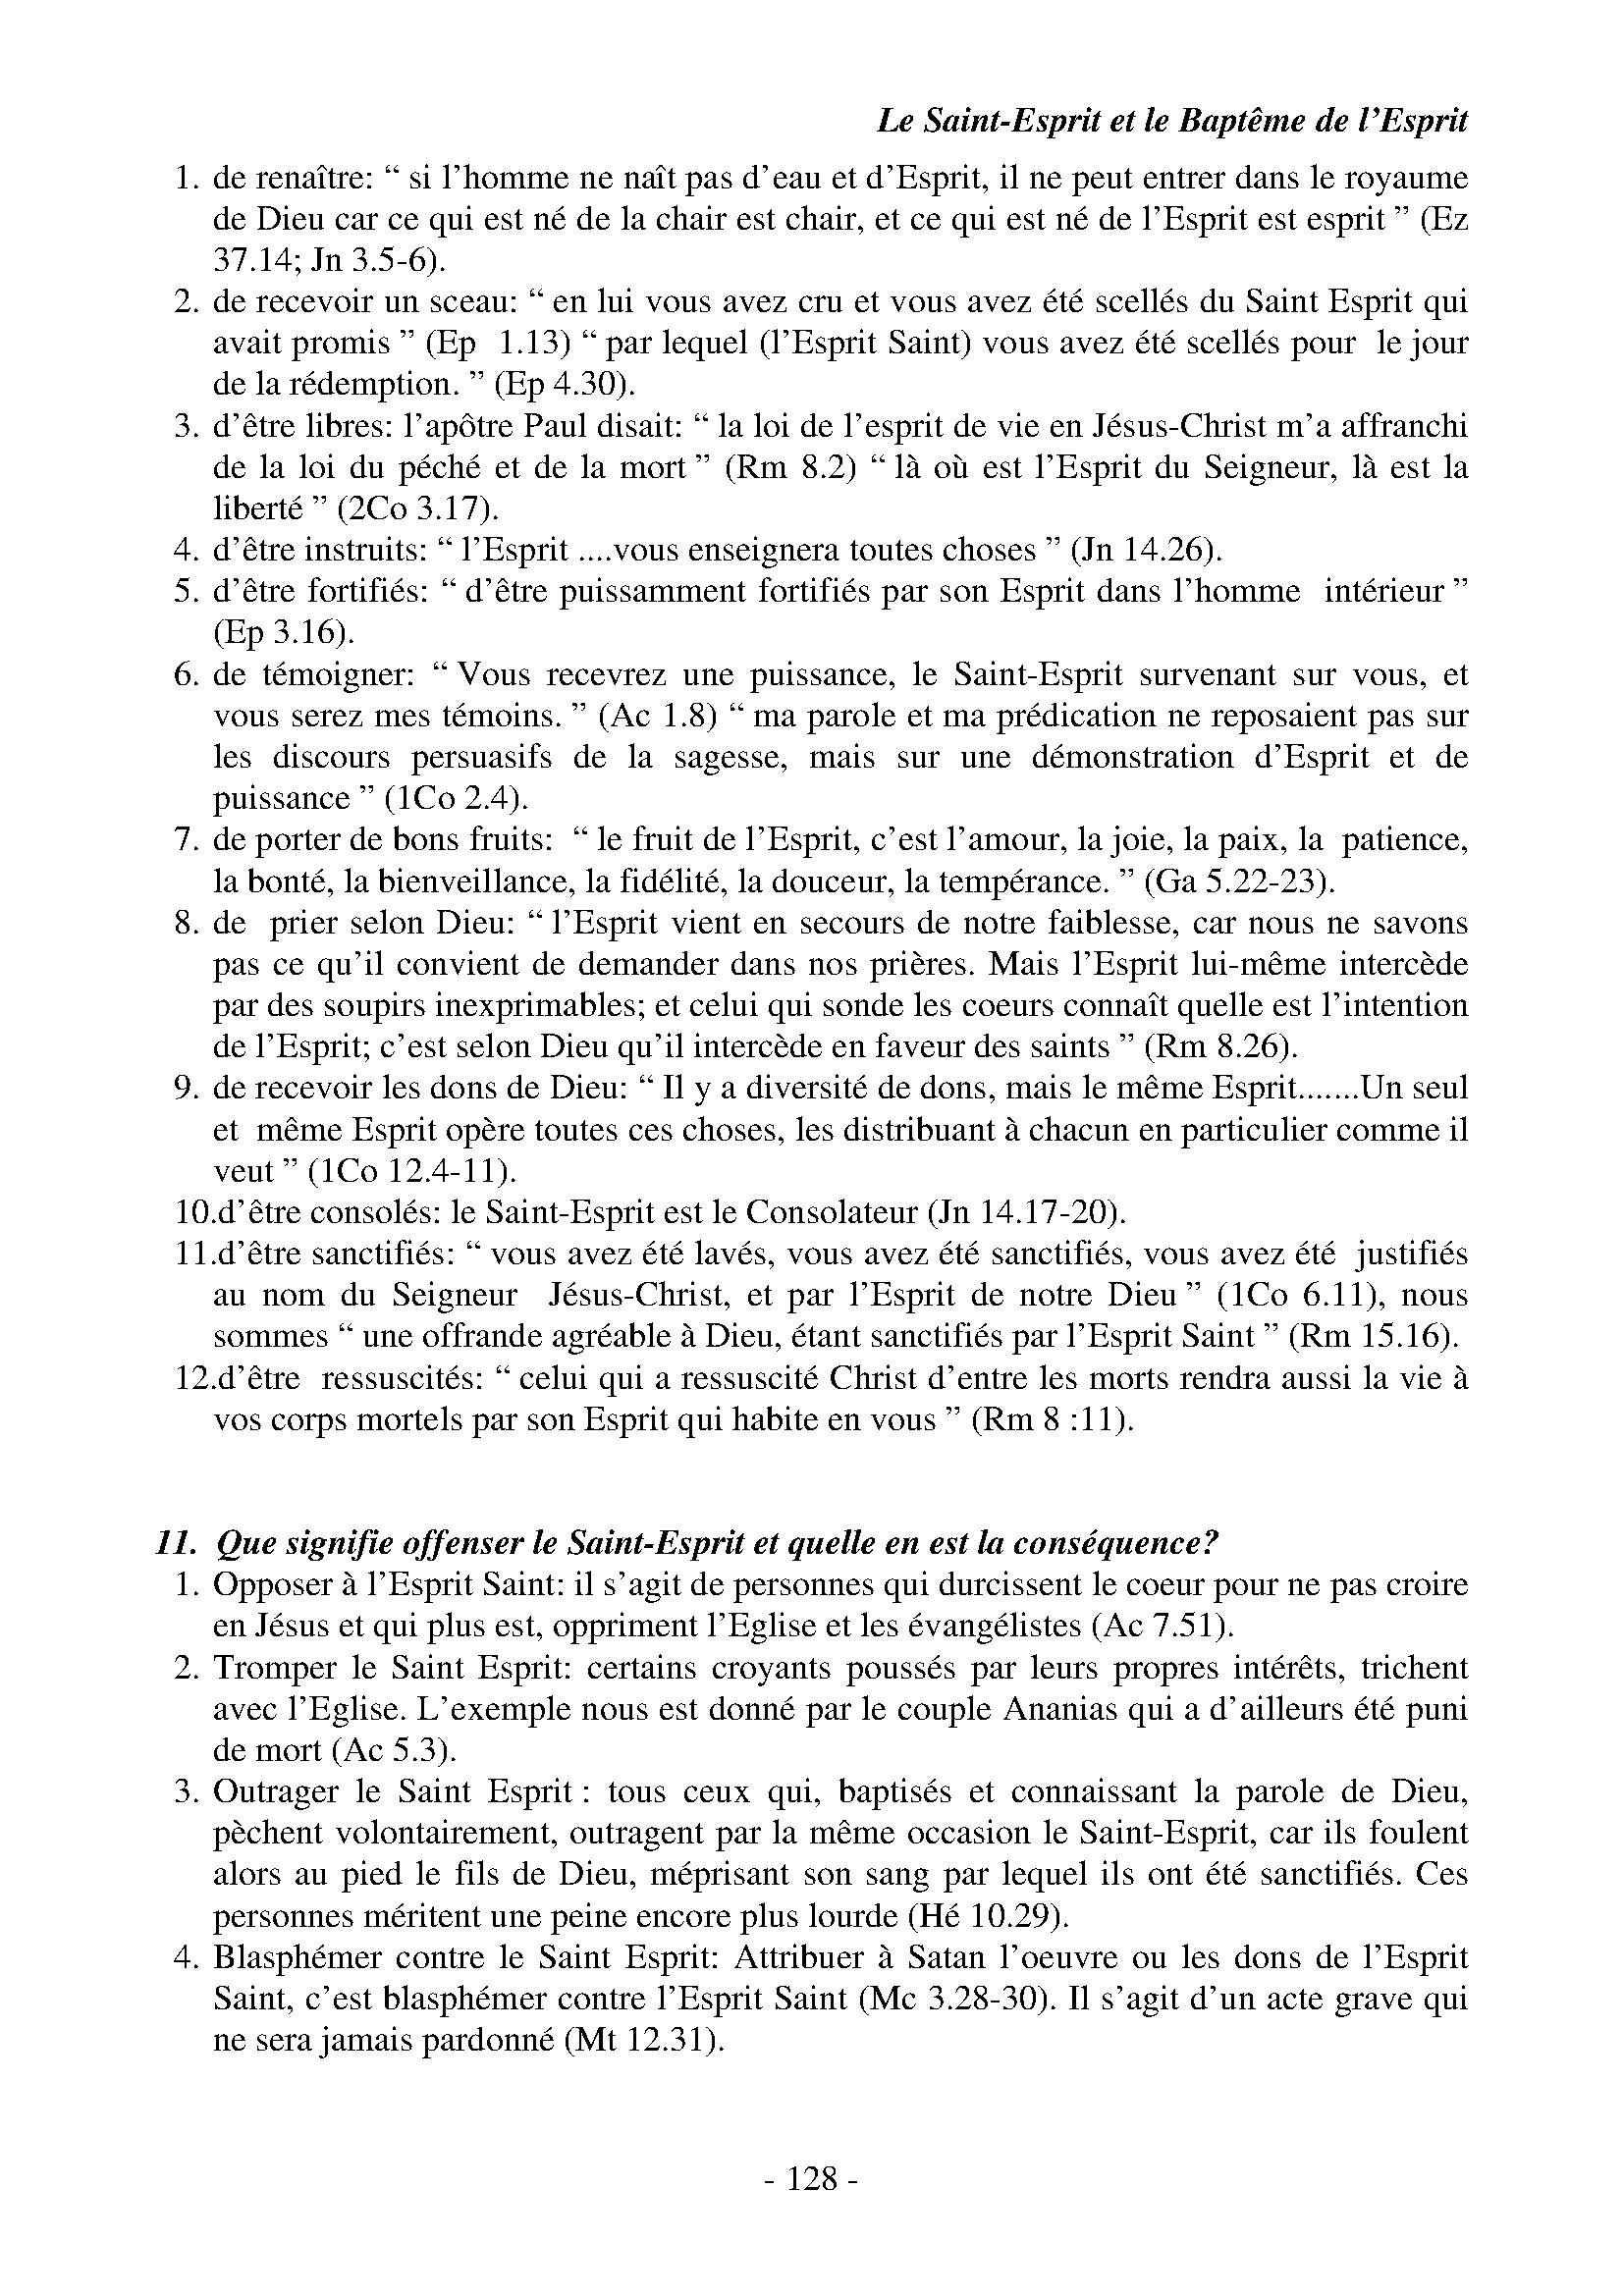 Le Saint-Esprit et le Baptême de l’Esprit
1. de renaître: “ si l’homme ne naît pas d’eau et d’Esprit, il ne peut entrer dans le royaume
de Dieu car ce qui est né de la chair est chair, et ce qui est né de l’Esprit est esprit ” (Ez
37.14; Jn 3.5-6).
2. de recevoir un sceau: “ en lui vous avez cru et vous avez été scellés du Saint Esprit qui
avait promis ” (Ep 1.13) “ par lequel (l’Esprit Saint) vous avez été scellés pour le jour
de la rédemption. ” (Ep 4.30).
3. d’être libres: l’apôtre Paul disait: “ la loi de l’esprit de vie en Jésus-Christ m’a affranchi
de la loi du péché et de la mort ” (Rm 8.2) “ là où est l’Esprit du Seigneur, là est la
liberté ” (2Co 3.17).
4. d’être instruits: “ l’Esprit ....vous enseignera toutes choses ” (Jn 14.26).
5. d’être fortifiés: “ d’être puissamment fortifiés par son Esprit dans l’homme intérieur ”
(Ep 3.16).
6. de témoigner: “ Vous recevrez une puissance, le Saint-Esprit survenant sur vous, et
vous serez mes témoins. ” (Ac 1.8) “ ma parole et ma prédication ne reposaient pas sur
les discours persuasifs de la sagesse, mais sur une démonstration d’Esprit et de
puissance ” (1Co 2.4).
7. de porter de bons fruits: “ le fruit de l’Esprit, c’est l’amour, la joie, la paix, la patience,
la bonté, la bienveillance, la fidélité, la douceur, la tempérance. ” (Ga 5.22-23).
8. de prier selon Dieu: “ l’Esprit vient en secours de notre faiblesse, car nous ne savons
pas ce qu’il convient de demander dans nos prières. Mais l’Esprit lui-même intercède
par des soupirs inexprimables; et celui qui sonde les coeurs connaît quelle est l’intention
de l’Esprit; c’est selon Dieu qu’il intercède en faveur des saints ” (Rm 8.26).
9. de recevoir les dons de Dieu: “ Il y a diversité de dons, mais le même Esprit.......Un seul
et même Esprit opère toutes ces choses, les distribuant à chacun en particulier comme il
veut ” (1Co 12.4-11).
10.d’être consolés: le Saint-Esprit est le Consolateur (Jn 14.17-20).
11.d’être sanctifiés: “ vous avez été lavés, vous avez été sanctifiés, vous avez été justifiés
au nom du Seigneur Jésus-Christ, et par l’Esprit de notre Dieu ” (1Co 6.11), nous
sommes “ une offrande agréable à Dieu, étant sanctifiés par l’Esprit Saint ” (Rm 15.16).
12.d’être ressuscités: “ celui qui a ressuscité Christ d’entre les morts rendra aussi la vie à
vos corps mortels par son Esprit qui habite en vous ” (Rm 8 :11).
11. Que signifie offenser le Saint-Esprit et quelle en est la conséquence?
1. Opposer à l’Esprit Saint: il s’agit de personnes qui durcissent le coeur pour ne pas croire
en Jésus et qui plus est, oppriment l’Eglise et les évangélistes (Ac 7.51).
2. Tromper le Saint Esprit: certains croyants poussés par leurs propres intérêts, trichent
avec l’Eglise. L’exemple nous est donné par le couple Ananias qui a d’ailleurs été puni
de mort (Ac 5.3).
3. Outrager le Saint Esprit : tous ceux qui, baptisés et connaissant la parole de Dieu,
pèchent volontairement, outragent par la même occasion le Saint-Esprit, car ils foulent
alors au pied le fils de Dieu, méprisant son sang par lequel ils ont été sanctifiés. Ces
personnes méritent une peine encore plus lourde (Hé 10.29).
4. Blasphémer contre le Saint Esprit: Attribuer à Satan l’oeuvre ou les dons de l’Esprit
Saint, c’est blasphémer contre l’Esprit Saint (Mc 3.28-30). Il s’agit d’un acte grave qui
ne sera jamais pardonné (Mt 12.31).
- 128 -